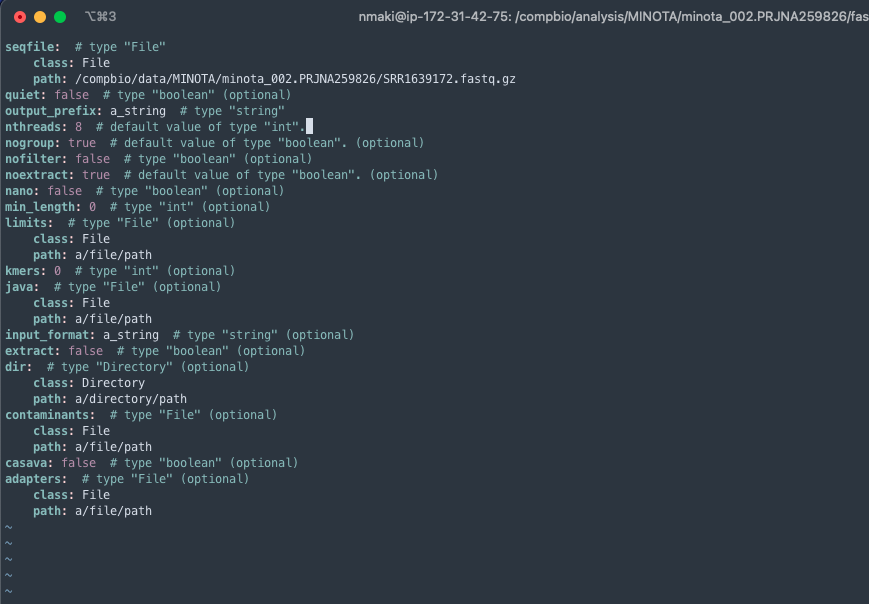 ⌥⌘3
nmaki@ip-172-31-42-75: /compbio/analysis/MINOTA/minota_002.PRJNA259826/fas
seqfile:  # type "File"
    class: File
    path: /compbio/data/MINOTA/minota_002.PRJNA259826/SRR1639172.fastq.gz
quiet: false  # type "boolean" (optional)
output_prefix: a_string  # type "string"
nthreads: 8  # default value of type "int".
nogroup: true  # default value of type "boolean". (optional)
nofilter: false  # type "boolean" (optional)
noextract: true  # default value of type "boolean". (optional)
nano: false  # type "boolean" (optional)
min_length: 0  # type "int" (optional)
limits:  # type "File" (optional)
    class: File
    path: a/file/path
kmers: 0  # type "int" (optional)
java:  # type "File" (optional)
    class: File
    path: a/file/path
input_format: a_string  # type "string" (optional)
extract: false  # type "boolean" (optional)
dir:  # type "Directory" (optional)
    class: Directory
    path: a/directory/path
contaminants:  # type "File" (optional)
    class: File
    path: a/file/path
casava: false  # type "boolean" (optional)
adapters:  # type "File" (optional)
    class: File
    path: a/file/path
~
~
~
~
~